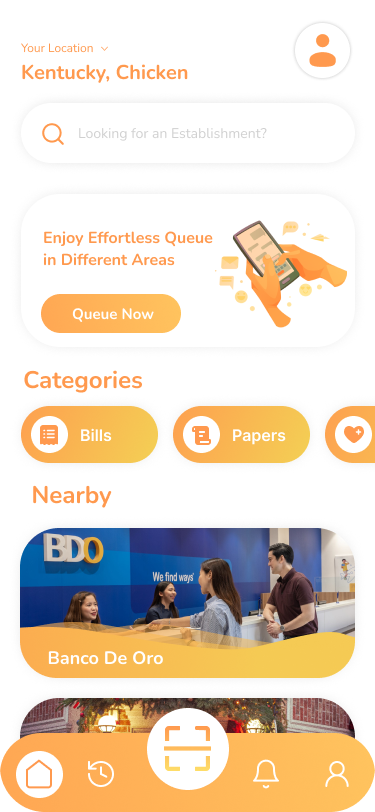 Your Location
Kentucky, Chicken
Looking for an Establishment?
Enjoy Effortless Queue
in Different Areas
Queue Now
Categories
Bills
Papers
Nearby
BDO
We find ways
Banco De Oro